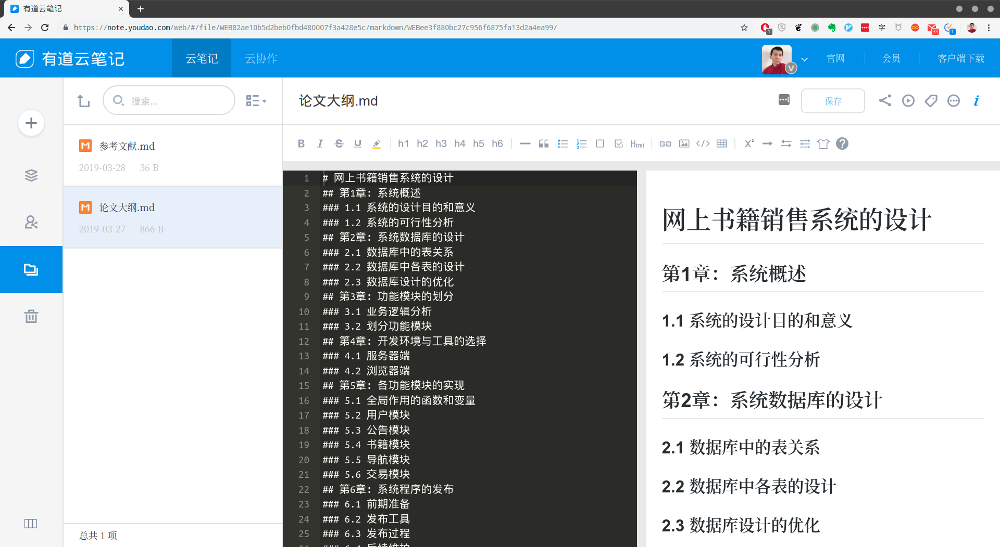 有道云笔记
https://note.youdao.com/web/#/file/WEB82ae10b5d2beb0fbd480007f3a428e5c/markdown/WEBee3f880bc27c956f6875fa13d2a4ea99/
1
字
33
1
有道云笔记
云笔记
云协作
V
官网
会员
客户端下载
搜索...
论文大纲.md
保存
B I S U h1 h2 h3 h4 h5 h6 Html </> X²
M 参考文献.md
2019-03-28 36 B
M 论文大纲.md
2019-03-27 866 B
总共 1 项
1 # 网上书籍销售系统的设计
2 ## 第1章：系统概述
3 ### 1.1 系统的设计目的和意义
4 ### 1.2 系统的可行性分析
5 ## 第2章：系统数据库的设计
6 ### 2.1 数据库中的表关系
7 ### 2.2 数据库中各表的设计
8 ### 2.3 数据库设计的优化
9 ## 第3章：功能模块的划分
10 ### 3.1 业务逻辑分析
11 ### 3.2 划分功能模块
12 ## 第4章：开发环境与工具的选择
13 ### 4.1 服务器端
14 ### 4.2 浏览器端
15 ## 第5章：各功能模块的实现
16 ### 5.1 全局作用的函数和变量
17 ### 5.2 用户模块
18 ### 5.3 公告模块
19 ### 5.4 书籍模块
20 ### 5.5 导航模块
21 ### 5.6 交易模块
22 ## 第6章：系统程序的发布
23 ### 6.1 前期准备
24 ### 6.2 发布工具
25 ### 6.3 发布过程
网上书籍销售系统的设计
第1章：系统概述
1.1 系统的设计目的和意义
1.2 系统的可行性分析
第2章：系统数据库的设计
2.1 数据库中的表关系
2.2 数据库中各表的设计
2.3 数据库设计的优化